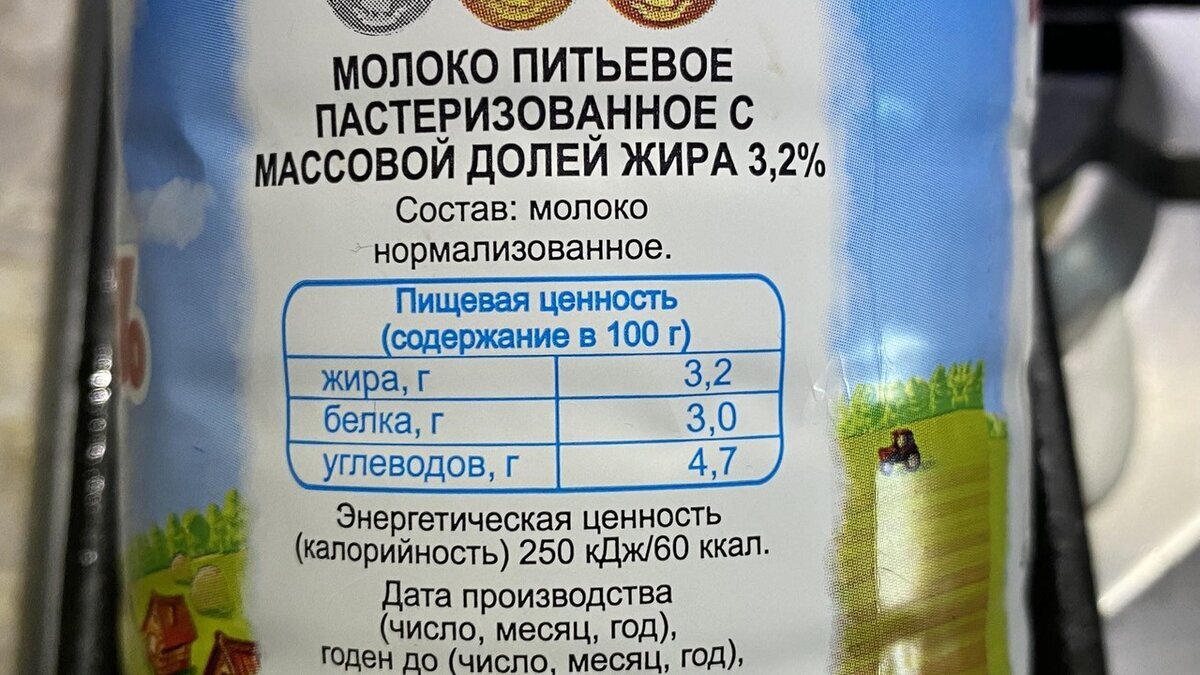 МОЛОКО ПИТЬЕВОЕ
ПАСТЕРИЗОВАННОЕ С
МАССОВОЙ ДОЛЕЙ ЖИРА 3,2%
Состав: молоко
нормализованное.
Пищевая ценность
(содержание в 100 г)
жира, г 3,2
белка, г 3,0
углеводов, г 4,7
Энергетическая ценность
(калорийность) 250 кДж/60 ккал.
Дата производства
(число, месяц, год),
годен до (число, месяц, год),